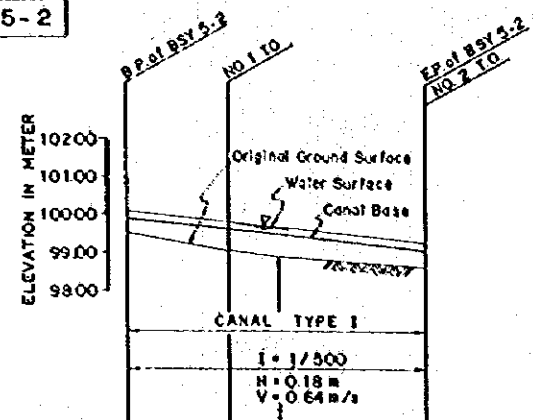 5-2
B.P. of BSY 5-2
NO. 1 T.O.
E.P. of BSY 5-2
NO. 2 T.O.
ELEVATION IN METER
102.00
101.00
100.00
99.00
98.00
Original Ground Surface
Water Surface
Canal Base
CANAL TYPE I
I = 1/500
H = 0.18 m
V = 0.64 m/s